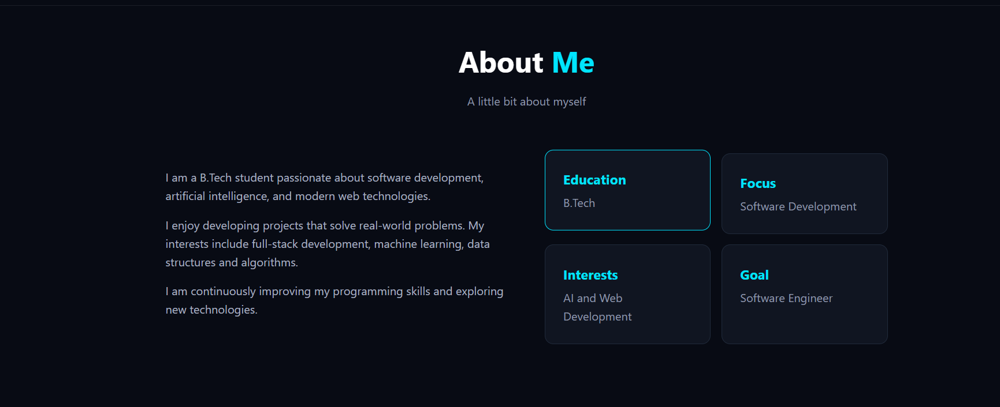 About Me
A little bit about myself
I am a B.Tech student passionate about software development,
artificial intelligence, and modern web technologies.
I enjoy developing projects that solve real-world problems. My
interests include full-stack development, machine learning, data
structures and algorithms.
I am continuously improving my programming skills and exploring
new technologies.
Education
B.Tech
Focus
Software Development
Interests
AI and Web
Development
Goal
Software Engineer